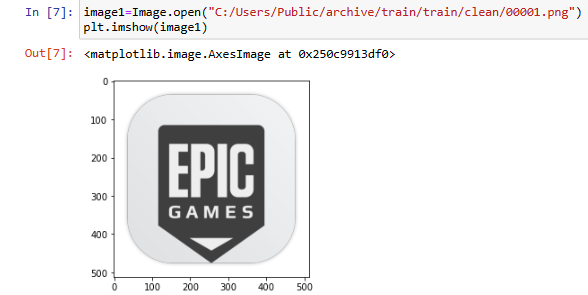 In [7]: image1=Image.open("C:/Users/Public/archive/train/train/clean/00001.png")
plt.imshow(image1)
Out[7]: <matplotlib.image.AxesImage at 0x250c9913df0>
0
100
200
300
400
500
EPIC
GAMES
0 100 200 300 400 500